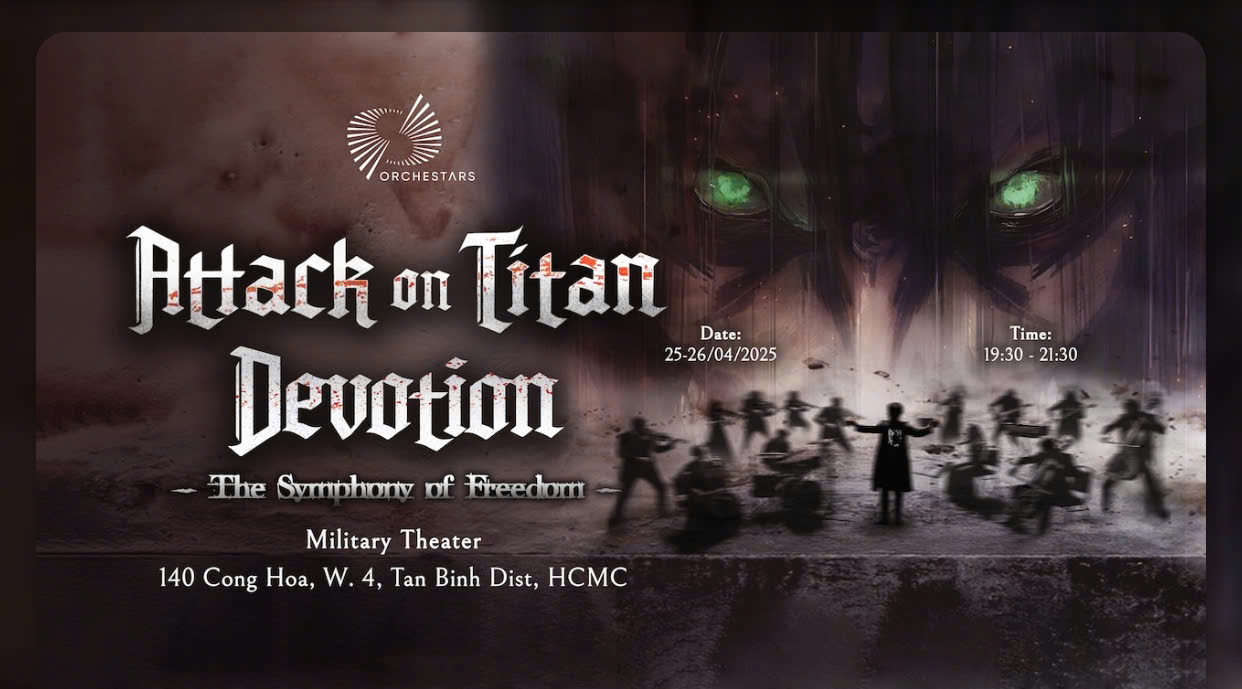 ORCHESTARS
Attack on Titan
Devotion
The Symphony of Freedom
Military Theater
140 Cong Hoa, W. 4, Tan Binh Dist, HCMC
Date:
25-26/04/2025
Time:
19:30 - 21:30